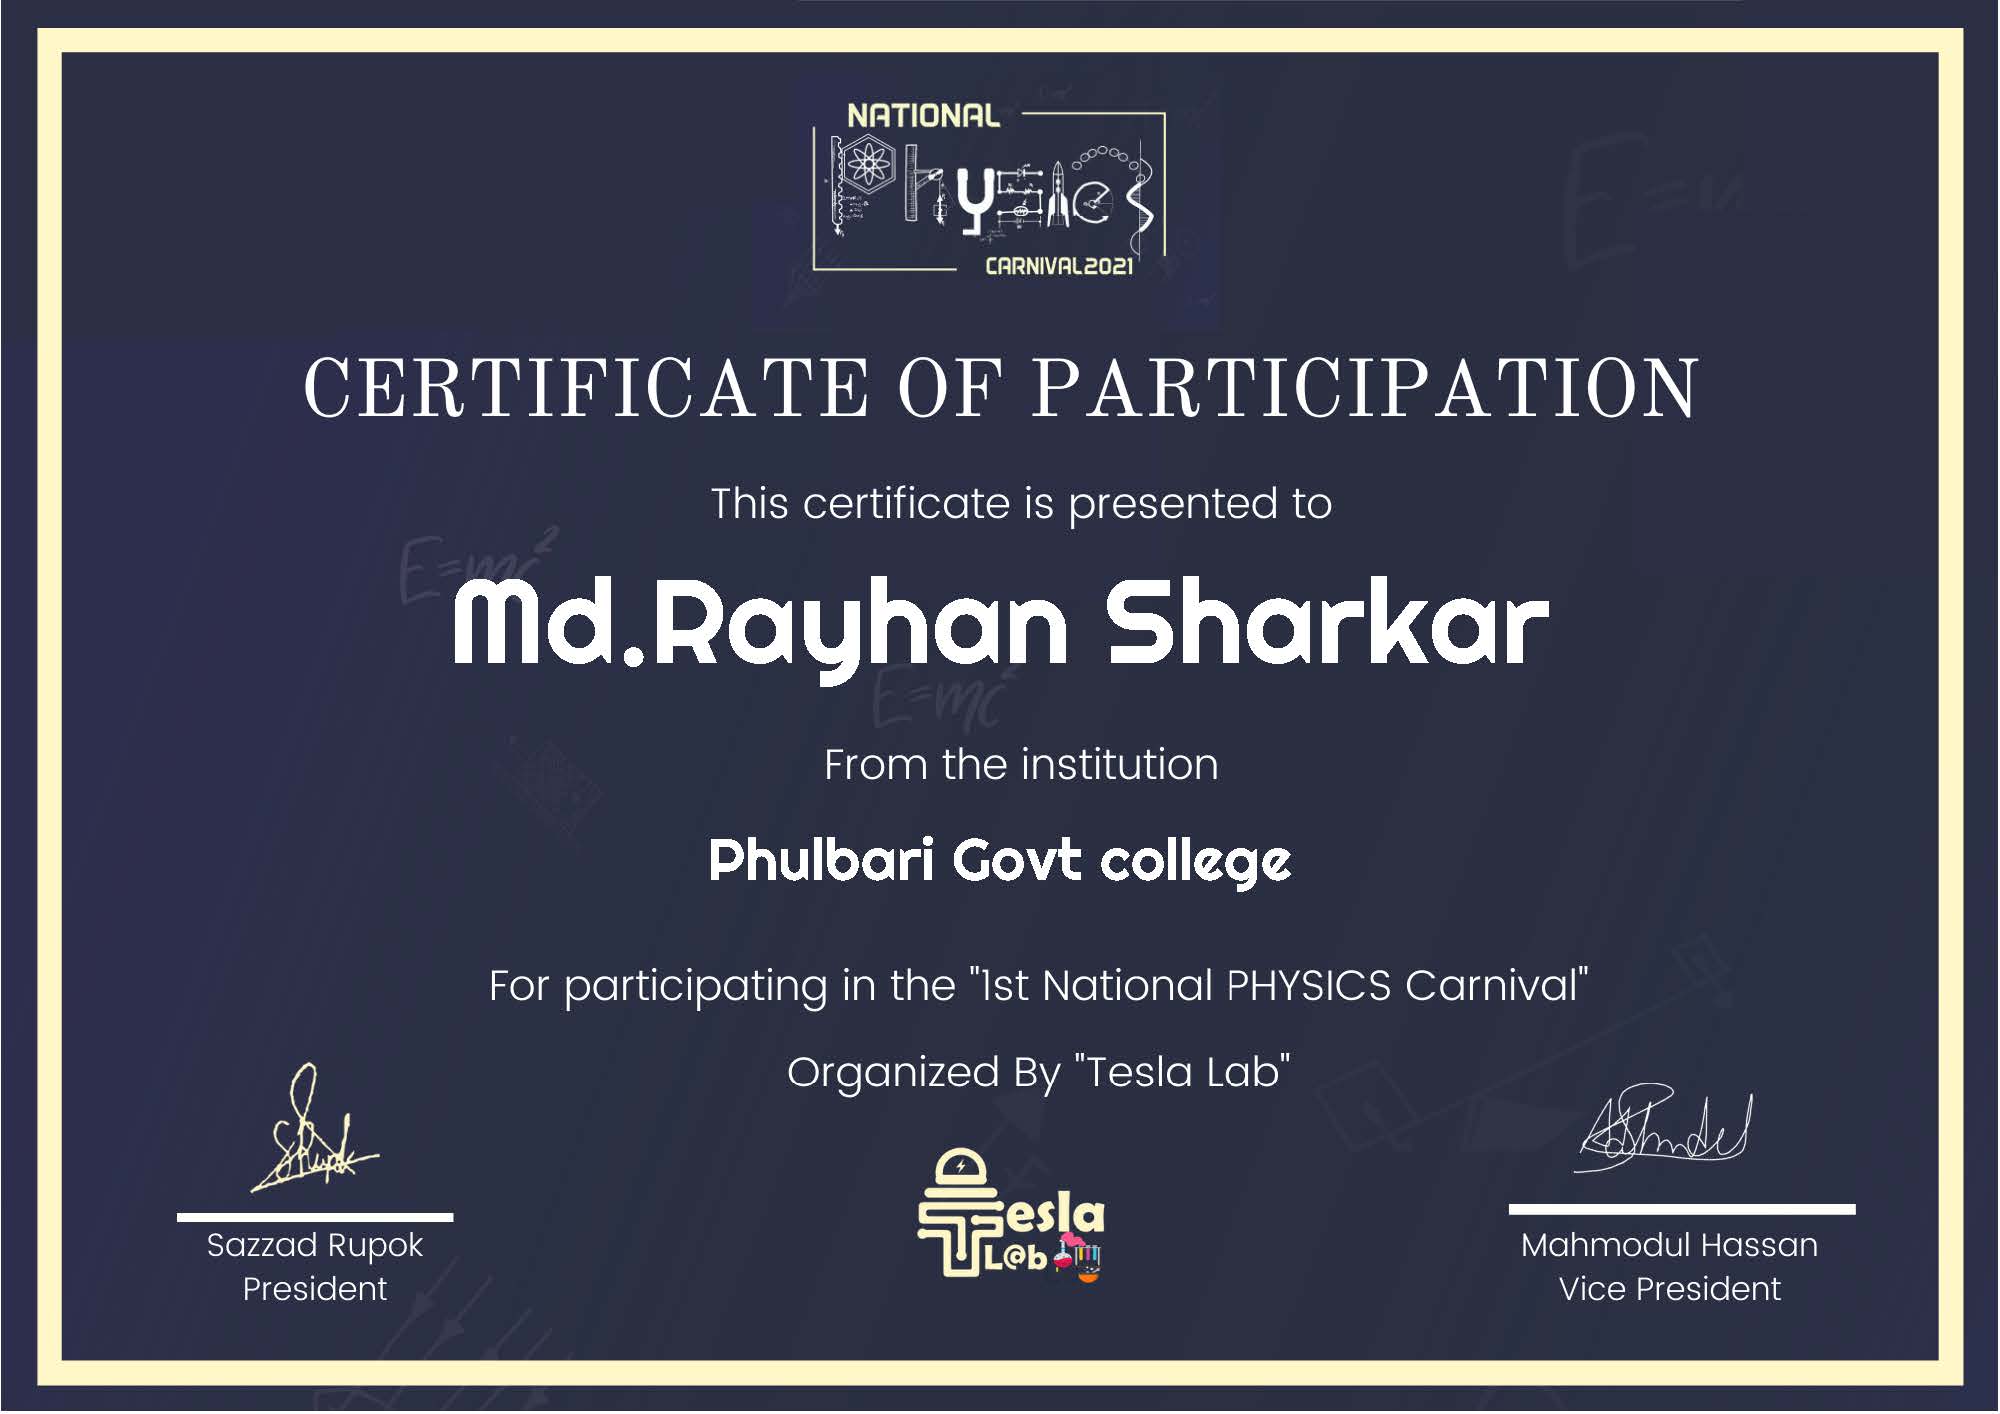 NATIONAL
Physics
CARNIVAL2021
CERTIFICATE OF PARTICIPATION
This certificate is presented to
E=mc²
Md.Rayhan Sharkar
E=mc²
From the institution
Phulbari Govt college
For participating in the "1st National PHYSICS Carnival"
Organized By "Tesla Lab"
Tesla
L@b
Sazzad Rupok
President
Mahmodul Hassan
Vice President